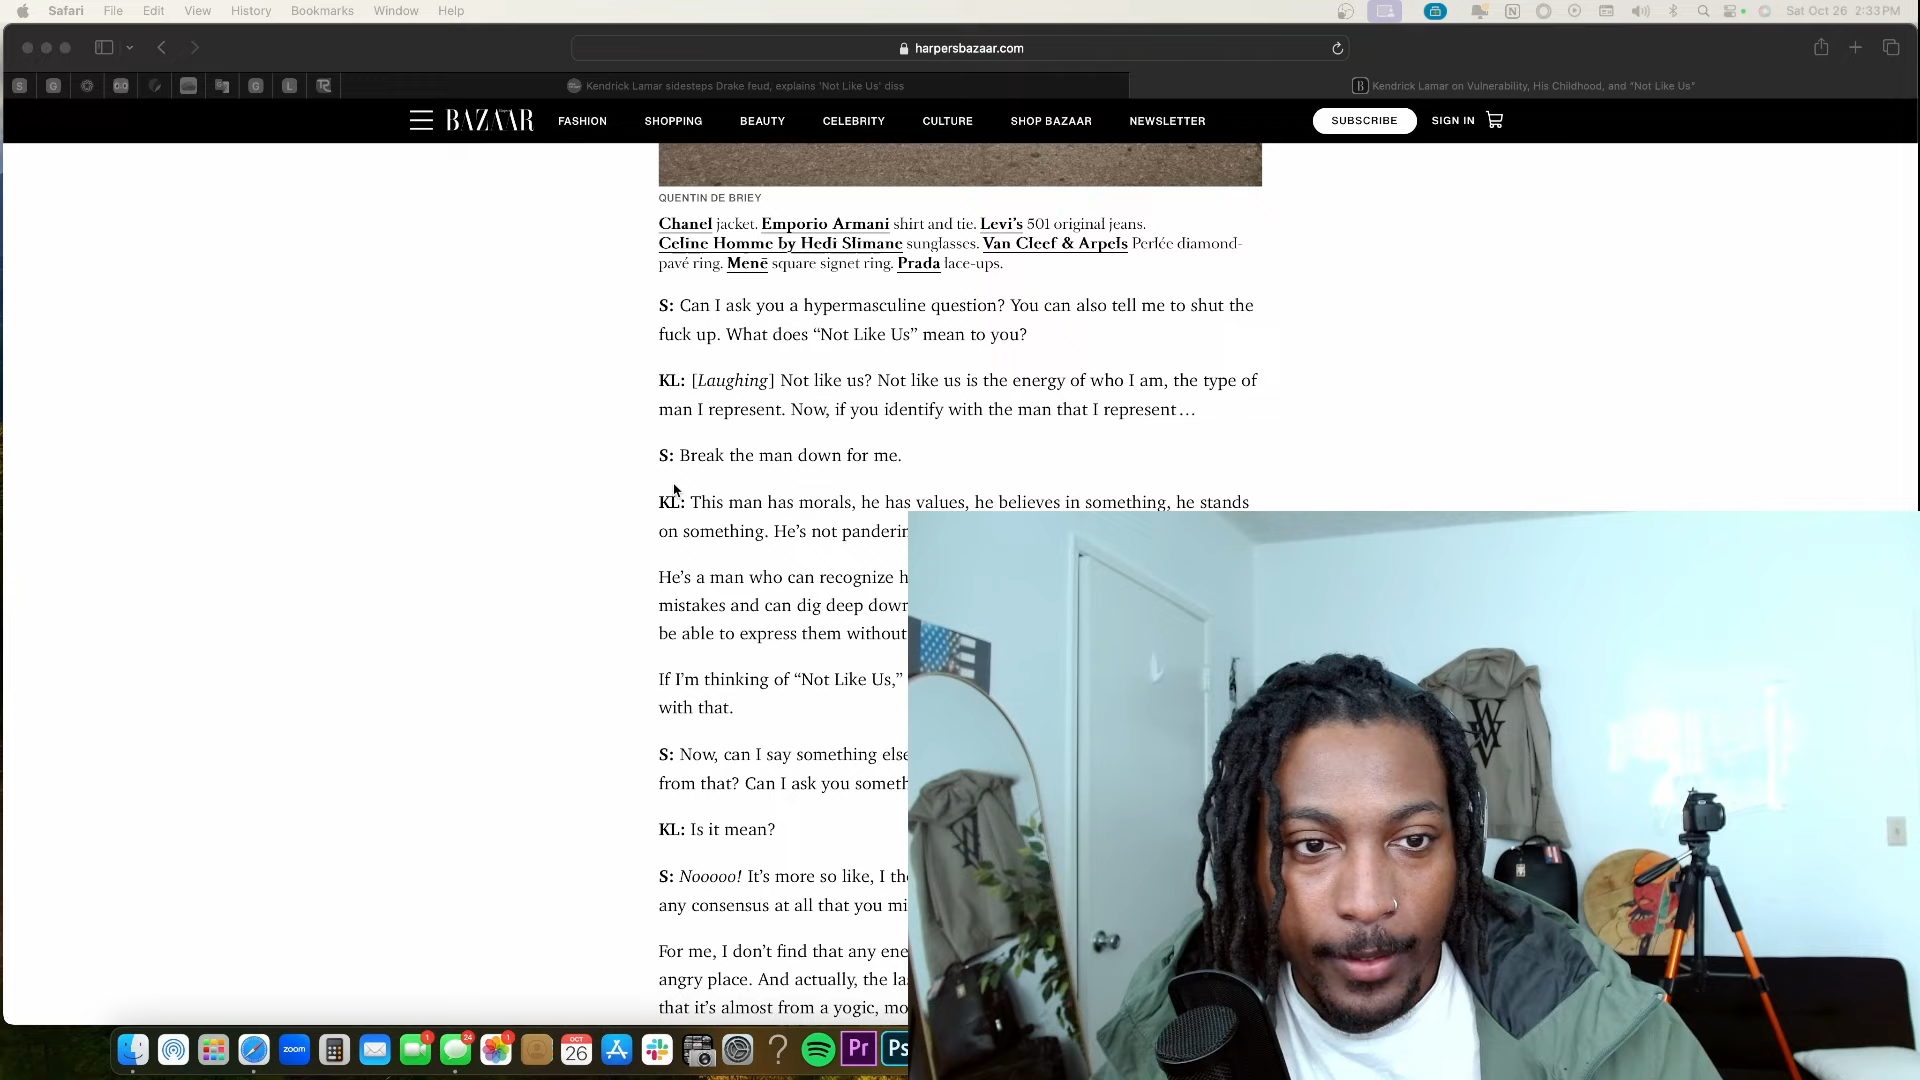 Safari File Edit View History Bookmarks Window Help
Sat Oct 26 2:33 PM
harpersbazaar.com
Kendrick Lamar sidesteps Drake feud, explains 'Not Like Us' diss
Kendrick Lamar on Vulnerability, His Childhood, and "Not Like Us"
BAZAAR FASHION SHOPPING BEAUTY CELEBRITY CULTURE SHOP BAZAAR NEWSLETTER SUBSCRIBE SIGN IN
QUENTIN DE BRIEY
Chanel jacket. Emporio Armani shirt and tie. Levi’s 501 original jeans.
Celine Homme by Hedi Slimane sunglasses. Van Cleef & Arpels Perlée diamond-
pavé ring. Menē square signet ring. Prada lace-ups.
S: Can I ask you a hypermasculine question? You can also tell me to shut the
fuck up. What does “Not Like Us” mean to you?
KL: [Laughing] Not like us? Not like us is the energy of who I am, the type of
man I represent. Now, if you identify with the man that I represent…
S: Break the man down for me.
KL: This man has morals, he has values, he believes in something, he stands
on something. He’s not panderin
He’s a man who can recognize h
mistakes and can dig deep down
be able to express them without
If I’m thinking of “Not Like Us,”
with that.
S: Now, can I say something else
from that? Can I ask you someth
KL: Is it mean?
S: Nooooo! It’s more so like, I the
any consensus at all that you mi
For me, I don’t find that any ene
angry place. And actually, the la
that it’s almost from a yogic, mo
zoom
1
24
1
OCT
26
Pr
Ps